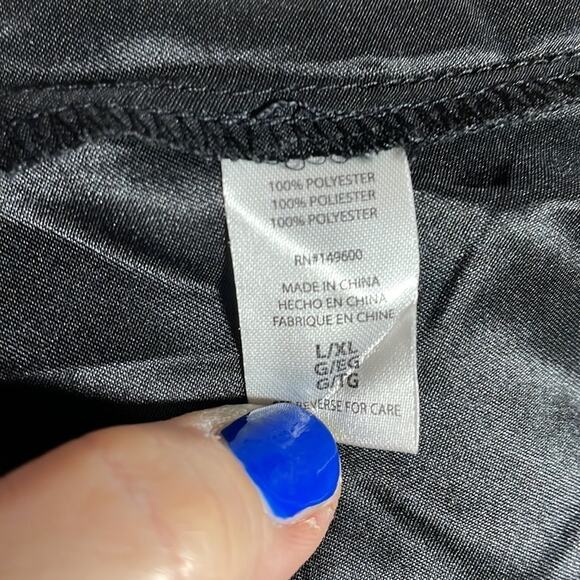 100% POLYESTER
100% POLIESTER
100% POLYESTER
RN#149600
MADE IN CHINA
HECHO EN CHINA
FABRIQUE EN CHINE
L/XL
G/EG
G/TG
REVERSE FOR CARE